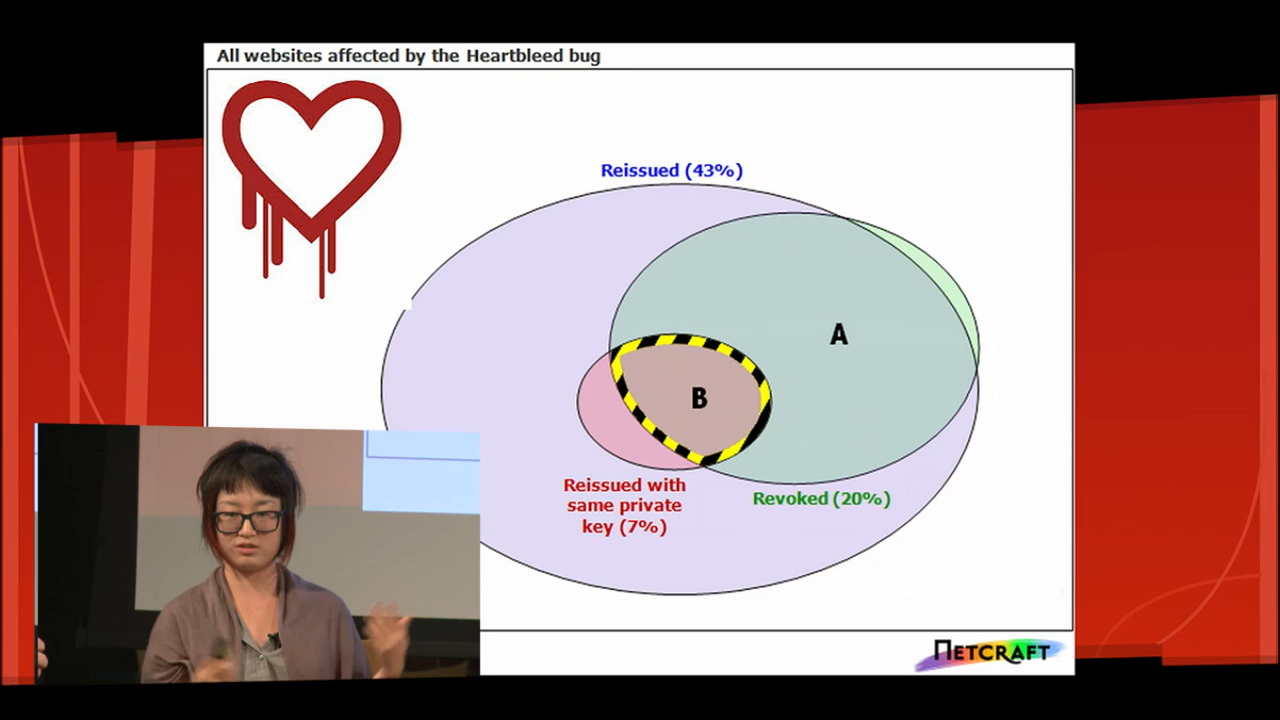 All websites affected by the Heartbleed bug
Reissued (43%)
A
B
Reissued with
same private
key (7%)
Revoked (20%)
NETCRAFT